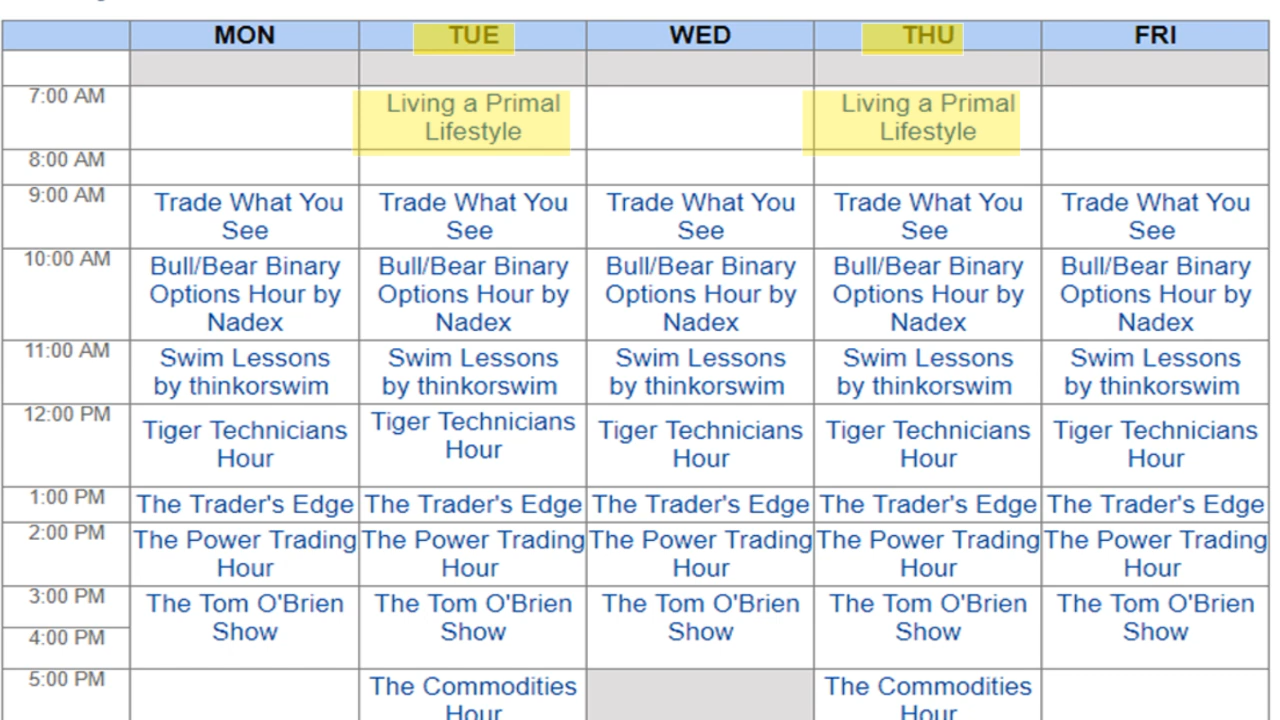 MON TUE WED THU FRI
7:00 AM
Living a Primal Living a Primal
Lifestyle Lifestyle
8:00 AM
9:00 AM
Trade What You Trade What You Trade What You Trade What You Trade What You
See See See See See
10:00 AM
Bull/Bear Binary Bull/Bear Binary Bull/Bear Binary Bull/Bear Binary Bull/Bear Binary
Options Hour by Options Hour by Options Hour by Options Hour by Options Hour by
Nadex Nadex Nadex Nadex Nadex
11:00 AM
Swim Lessons Swim Lessons Swim Lessons Swim Lessons Swim Lessons
by thinkorswim by thinkorswim by thinkorswim by thinkorswim by thinkorswim
12:00 PM
Tiger Technicians Tiger Technicians Tiger Technicians Tiger Technicians Tiger Technicians
Hour Hour Hour Hour Hour
1:00 PM The Trader's Edge The Trader's Edge The Trader's Edge The Trader's Edge The Trader's Edge
2:00 PM
The Power Trading The Power Trading The Power Trading The Power Trading The Power Trading
Hour Hour Hour Hour Hour
3:00 PM
The Tom O'Brien The Tom O'Brien The Tom O'Brien The Tom O'Brien The Tom O'Brien
4:00 PM Show Show Show Show Show
5:00 PM
The Commodities The Commodities
Hour Hour